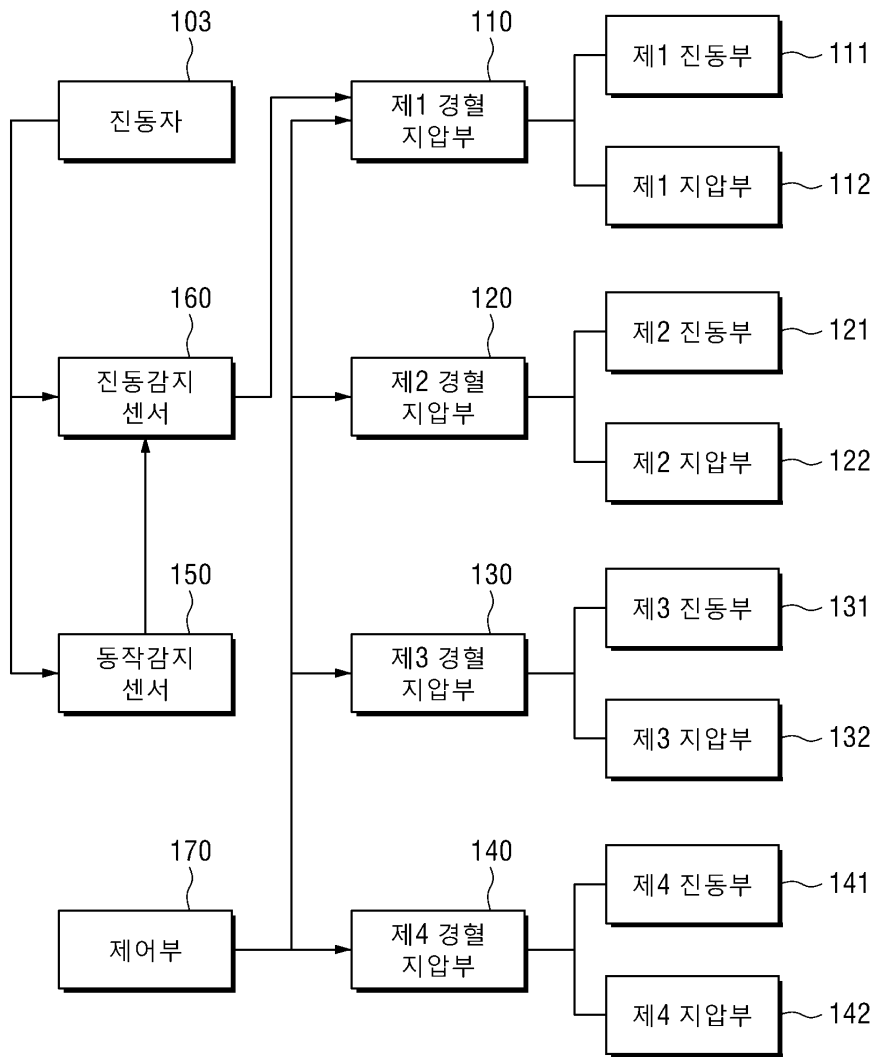 103
진동자
110
제1 경혈
지압부
제1 진동부
111
제1 지압부
112
160
진동감지
센서
120
제2 경혈
지압부
제2 진동부
121
제2 지압부
122
150
동작감지
센서
130
제3 경혈
지압부
제3 진동부
131
제3 지압부
132
170
제어부
140
제4 경혈
지압부
제4 진동부
141
제4 지압부
142